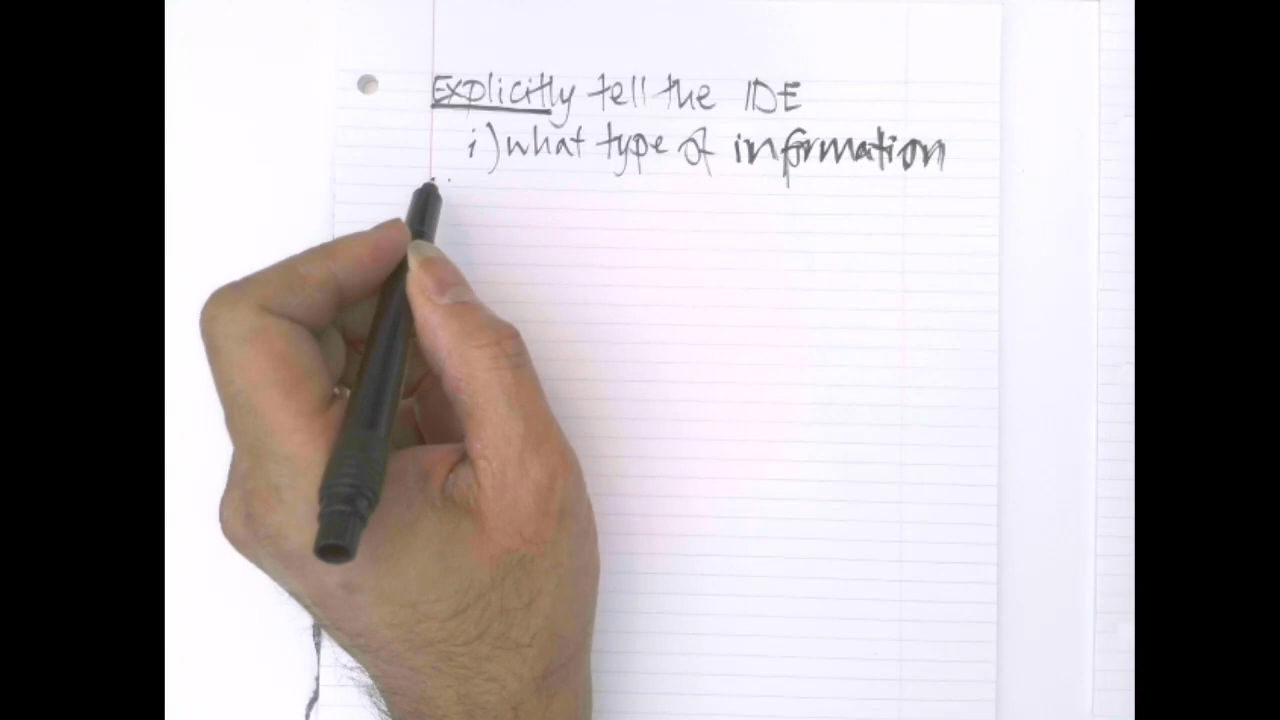 Explicitly tell the IDE
i) what type of information